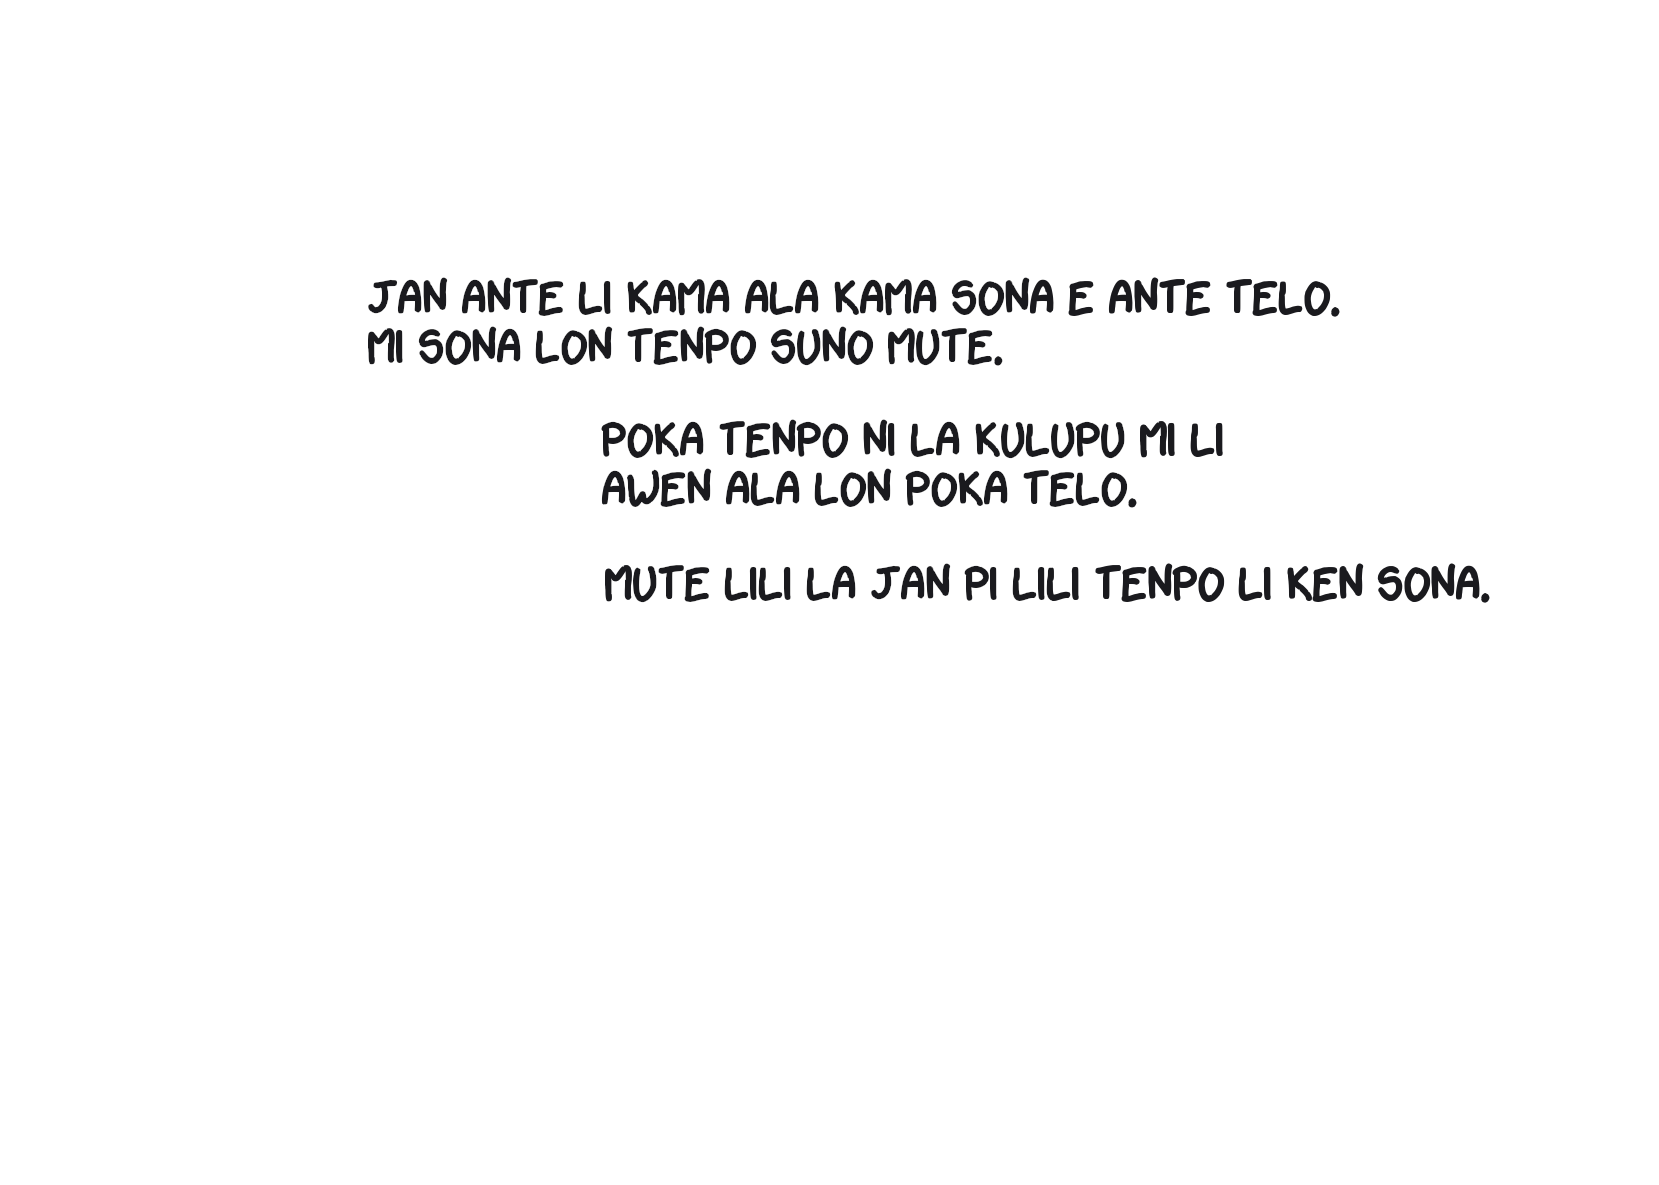 JAN ANTE LI KAMA ALA KAMA SONA E ANTE TELO.
MI SONA LON TENPO SUNO MUTE.
POKA TENPO NI LA KULUPU MI LI
AWEN ALA LON POKA TELO.
MUTE LILI LA JAN PI LILI TENPO LI KEN SONA.